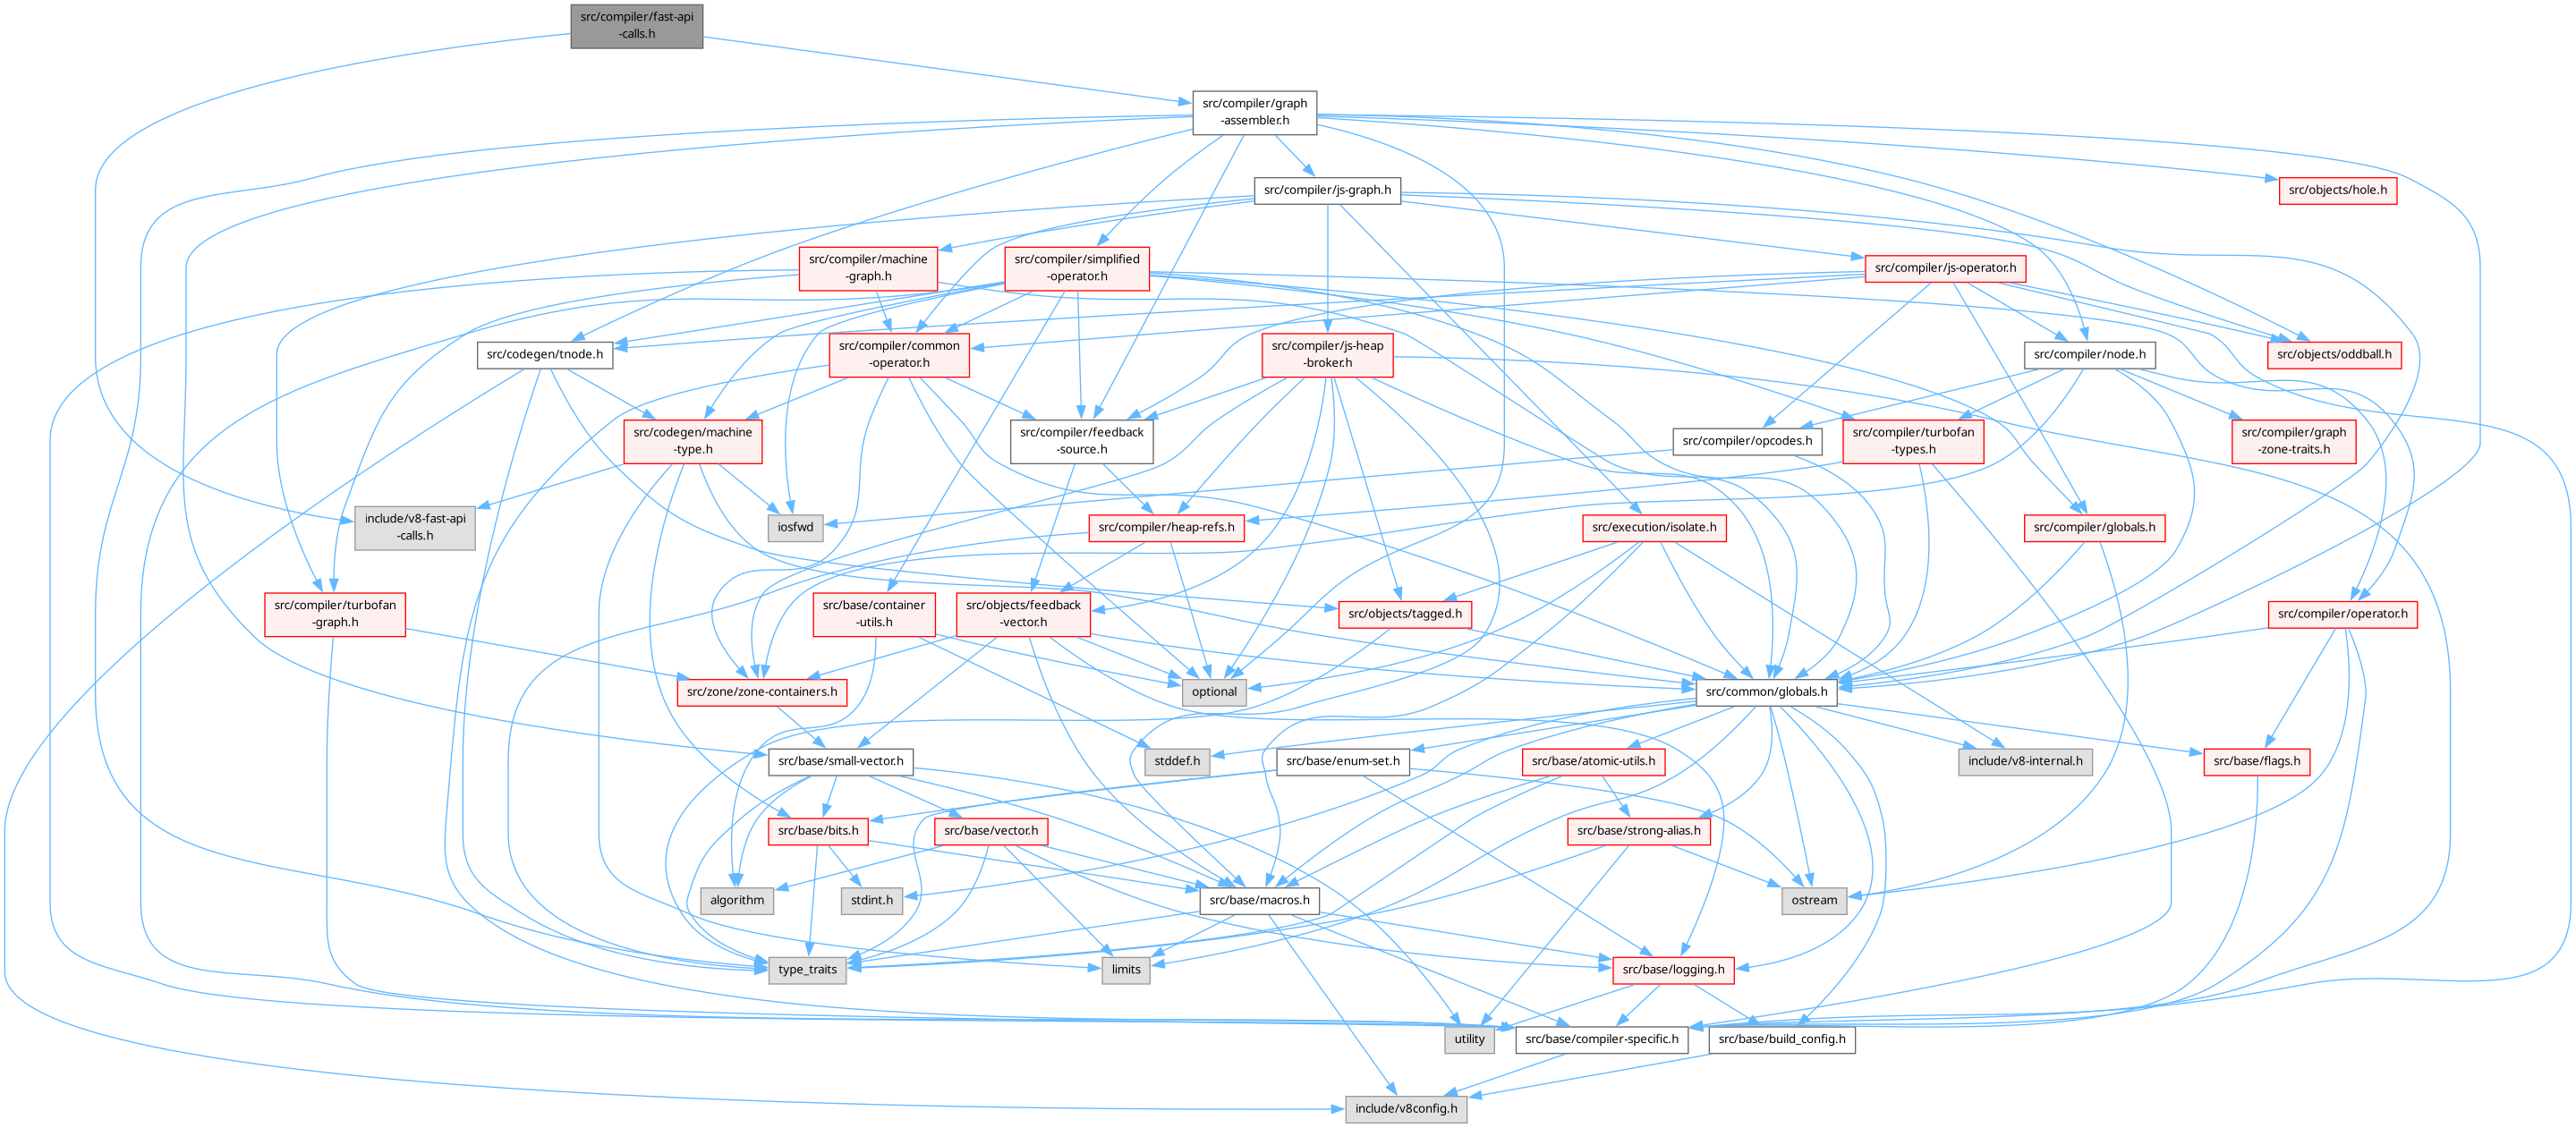 src/compiler/fast-api
-calls.h
src/compiler/graph
-assembler.h
src/compiler/js-graph.h
src/objects/hole.h
src/compiler/machine
-graph.h
src/compiler/simplified
-operator.h
src/compiler/js-operator.h
src/codegen/tnode.h
src/compiler/common
-operator.h
src/compiler/js-heap
-broker.h
src/compiler/node.h
src/objects/oddball.h
src/codegen/machine
-type.h
src/compiler/feedback
-source.h
src/compiler/opcodes.h
src/compiler/turbofan
-types.h
src/compiler/graph
-zone-traits.h
include/v8-fast-api
-calls.h
iosfwd
src/compiler/heap-refs.h
src/execution/isolate.h
src/compiler/globals.h
src/compiler/turbofan
-graph.h
src/base/container
-utils.h
src/objects/feedback
-vector.h
src/objects/tagged.h
src/compiler/operator.h
src/zone/zone-containers.h
optional
src/common/globals.h
src/base/small-vector.h
stddef.h
src/base/enum-set.h
src/base/atomic-utils.h
include/v8-internal.h
src/base/flags.h
src/base/bits.h
src/base/vector.h
src/base/strong-alias.h
algorithm
stdint.h
src/base/macros.h
ostream
type_traits
limits
src/base/logging.h
utility
src/base/compiler-specific.h
src/base/build_config.h
include/v8config.h